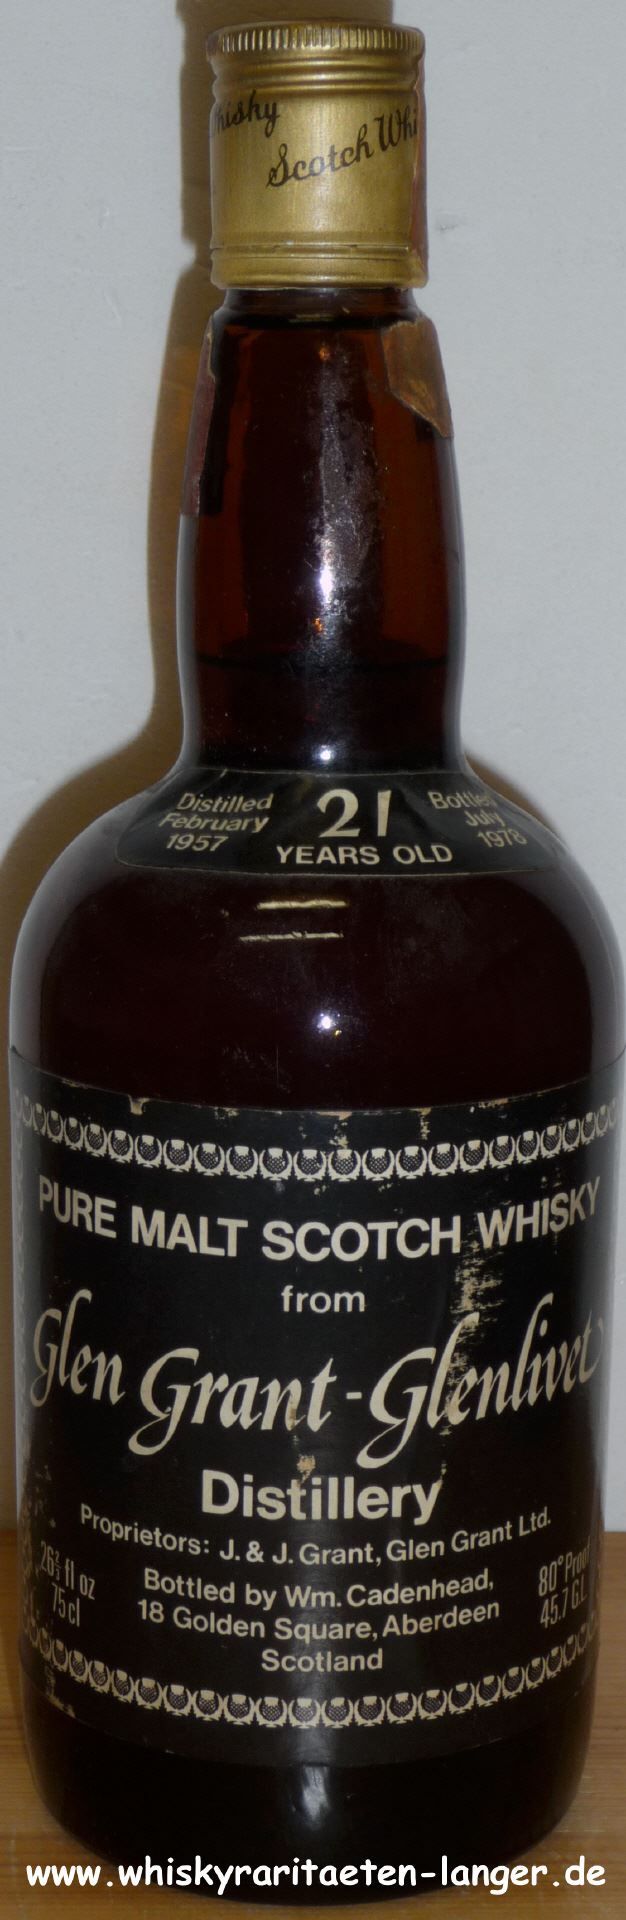 Whisky
Scotch Whi
Distilled
February
1957
21
YEARS OLD
Bottled
July
1978
PURE MALT SCOTCH WHISKY
from
Glen Grant-Glenlivet
Distillery
Proprietors: J. & J. Grant, Glen Grant Ltd.
26⅔ fl oz
75cl
Bottled by Wm. Cadenhead,
18 Golden Square, Aberdeen
Scotland
80° Proof
45.7 G.L.
www.whiskyraritaeten-langer.de